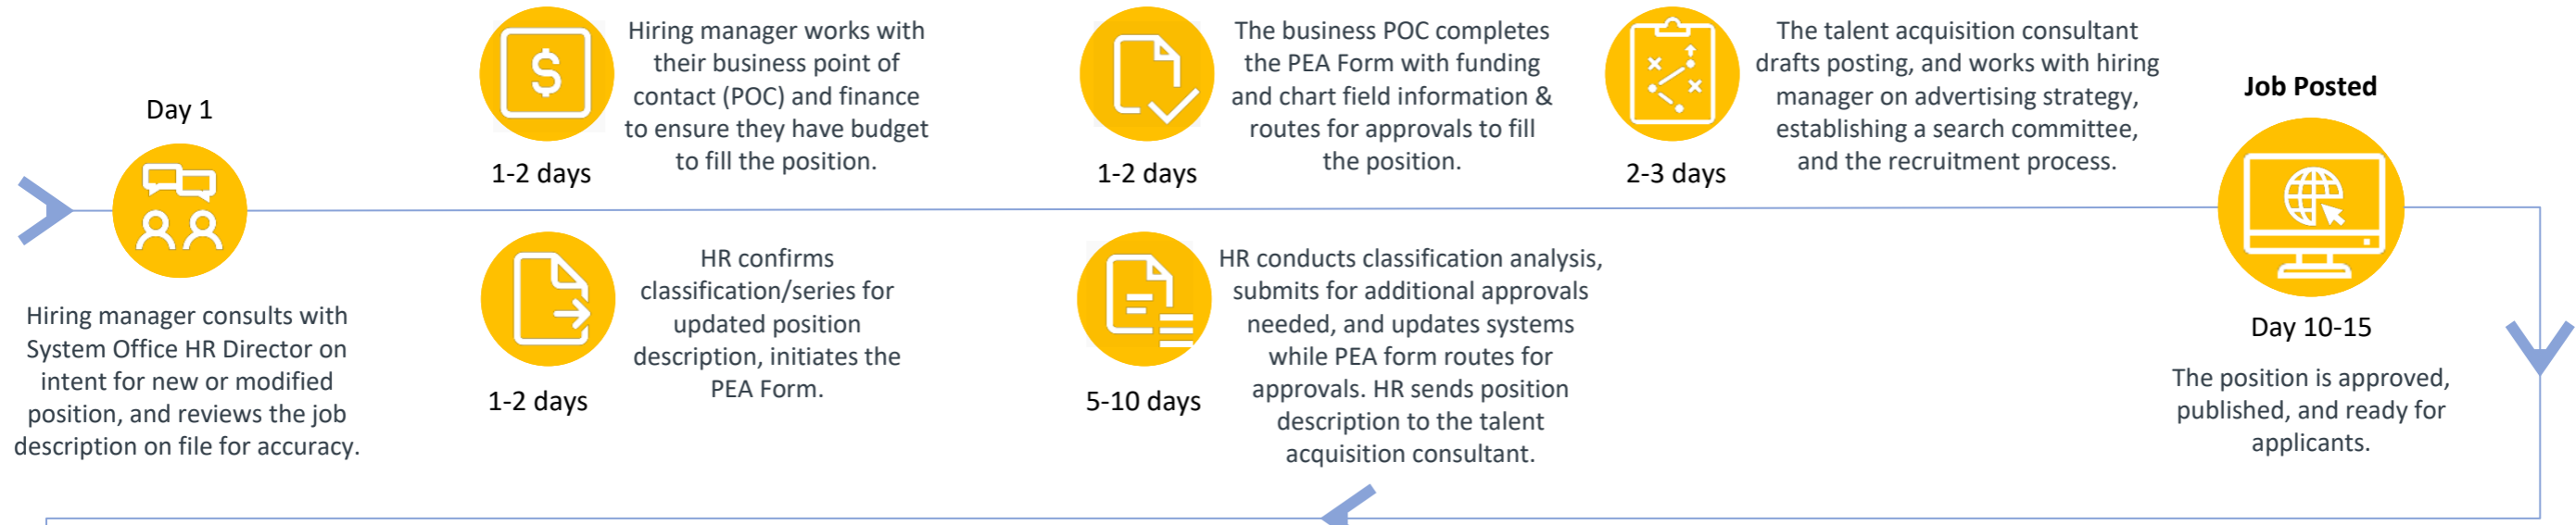 Day 1
Hiring manager consults with
System Office HR Director on
intent for new or modified
position, and reviews the job
description on file for accuracy.
Hiring manager works with
their business point of
contact (POC) and finance
to ensure they have budget
to fill the position.
1-2 days
HR confirms
classification/series for
updated position
description, initiates the
PEA Form.
1-2 days
The business POC completes
the PEA Form with funding
and chart field information &
routes for approvals to fill
the position.
1-2 days
HR conducts classification analysis,
submits for additional approvals
needed, and updates systems
while PEA form routes for
approvals. HR sends position
description to the talent
acquisition consultant.
5-10 days
The talent acquisition consultant
drafts posting, and works with hiring
manager on advertising strategy,
establishing a search committee,
and the recruitment process.
2-3 days
Job Posted
Day 10-15
The position is approved,
published, and ready for
applicants.